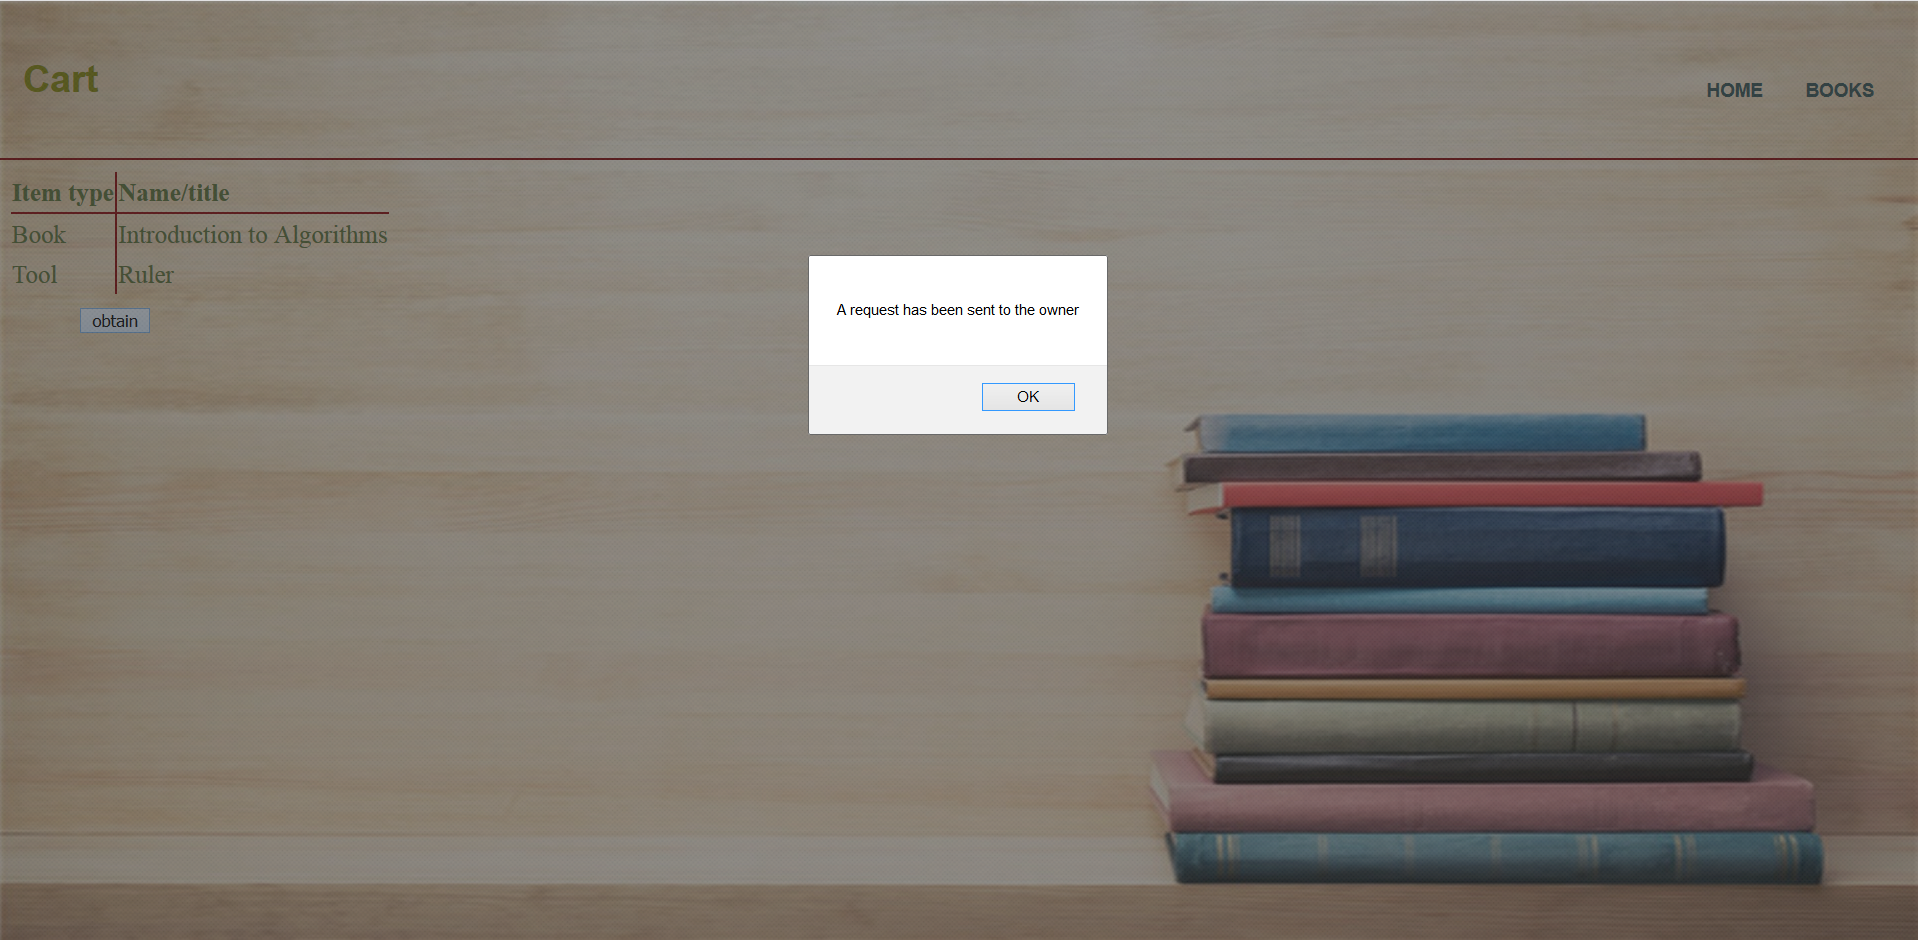 Cart
HOME BOOKS
Item type Name/title
Book Introduction to Algorithms
Tool Ruler
obtain
A request has been sent to the owner
OK